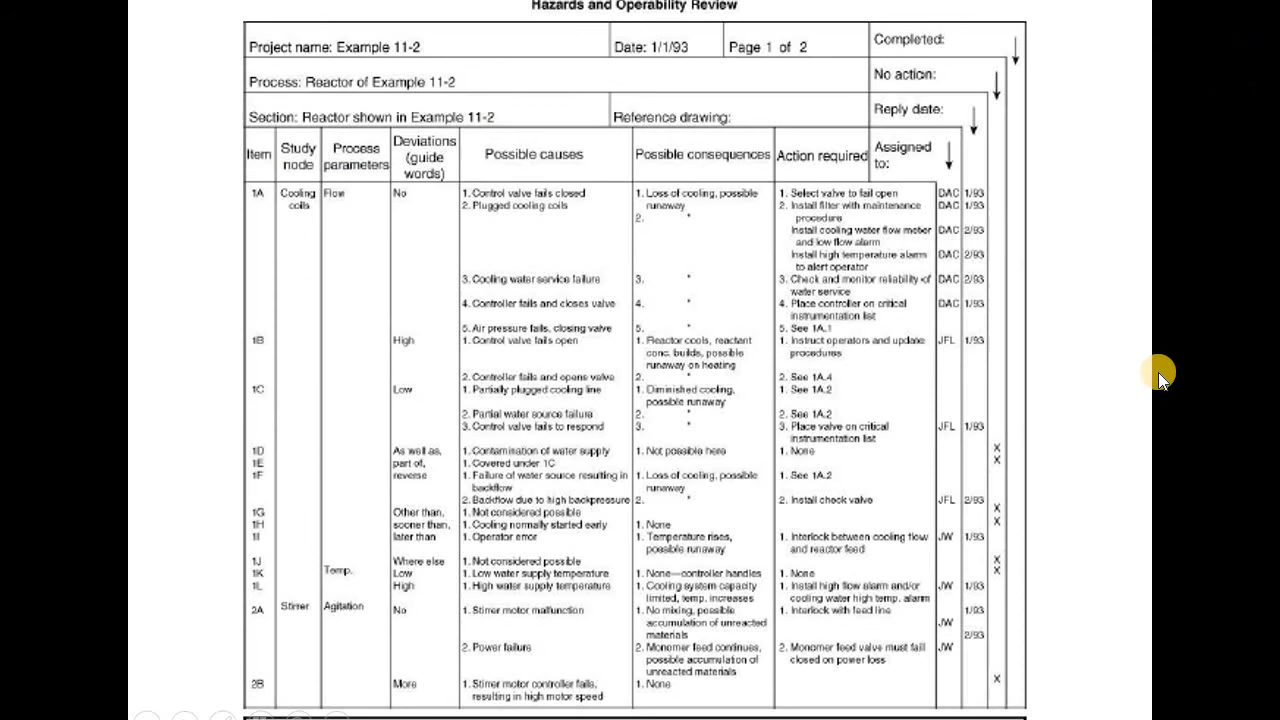 Hazards and Operability Review
Project name: Example 11-2 Date: 1/1/93 Page 1 of 2 Completed:
Process: Reactor of Example 11-2 No action:
Section: Reactor shown in Example 11-2 Reference drawing: Reply date:
Item Study node Process parameters Deviations (guide words) Possible causes Possible consequences Action required Assigned to:
1A Cooling coils Flow No 1. Control valve fails closed 1. Loss of cooling, possible runaway 1. Select valve to fail open DAC 1/93
2. Plugged cooling coils 2. " 2. Install filter with maintenance procedure DAC 1/93
Install cooling water flow meter and low flow alarm DAC 2/93
Install high temperature alarm to alert operator DAC 2/93
3. Cooling water service failure 3. " 3. Check and monitor reliability of water service DAC 2/93
4. Controller fails and closes valve 4. " 4. Place controller on critical instrumentation list DAC 1/93
5. Air pressure fails, closing valve 5. " 5. See 1A.1
1B High 1. Control valve fails open 1. Reactor cools, reactant conc. builds, possible runaway on heating 1. Instruct operators and update procedures JFL 1/93
2. Controller fails and opens valve 2. " 2. See 1A.4
1C Low 1. Partially plugged cooling line 1. Diminished cooling, possible runaway 1. See 1A.2
2. Partial water source failure 2. " 2. See 1A.2
3. Control valve fails to respond 3. " 3. Place valve on critical instrumentation list JFL 1/93
1D As well as, 1. Contamination of water supply 1. Not possible here 1. None X
1E part of, 1. Covered under 1C X
1F reverse 1. Failure of water source resulting in backflow 1. Loss of cooling, possible runaway 1. See 1A.2
2. Backflow due to high backpressure 2. " 2. Install check valve JFL 2/93
1G Other than, 1. Not considered possible X
1H sooner than, 1. Cooling normally started early 1. None X
1I later than 1. Operator error 1. Temperature rises, possible runaway 1. Interlock between cooling flow and reactor feed JW 1/93
1J Where else 1. Not considered possible X
1K Temp. Low 1. Low water supply temperature 1. None—controller handles 1. None X
1L High 1. High water supply temperature 1. Cooling system capacity limited, temp. increases 1. Install high flow alarm and/or cooling water high temp. alarm JW 1/93
2A Stirrer Agitation No 1. Stirrer motor malfunction 1. No mixing, possible accumulation of unreacted materials 1. Interlock with feed line JW 1/93
2. Power failure 2. Monomer feed continues, possible accumulation of unreacted materials 2. Monomer feed valve must fail closed on power loss JW 2/93
2B More 1. Stirrer motor controller fails, resulting in high motor speed 1. None X